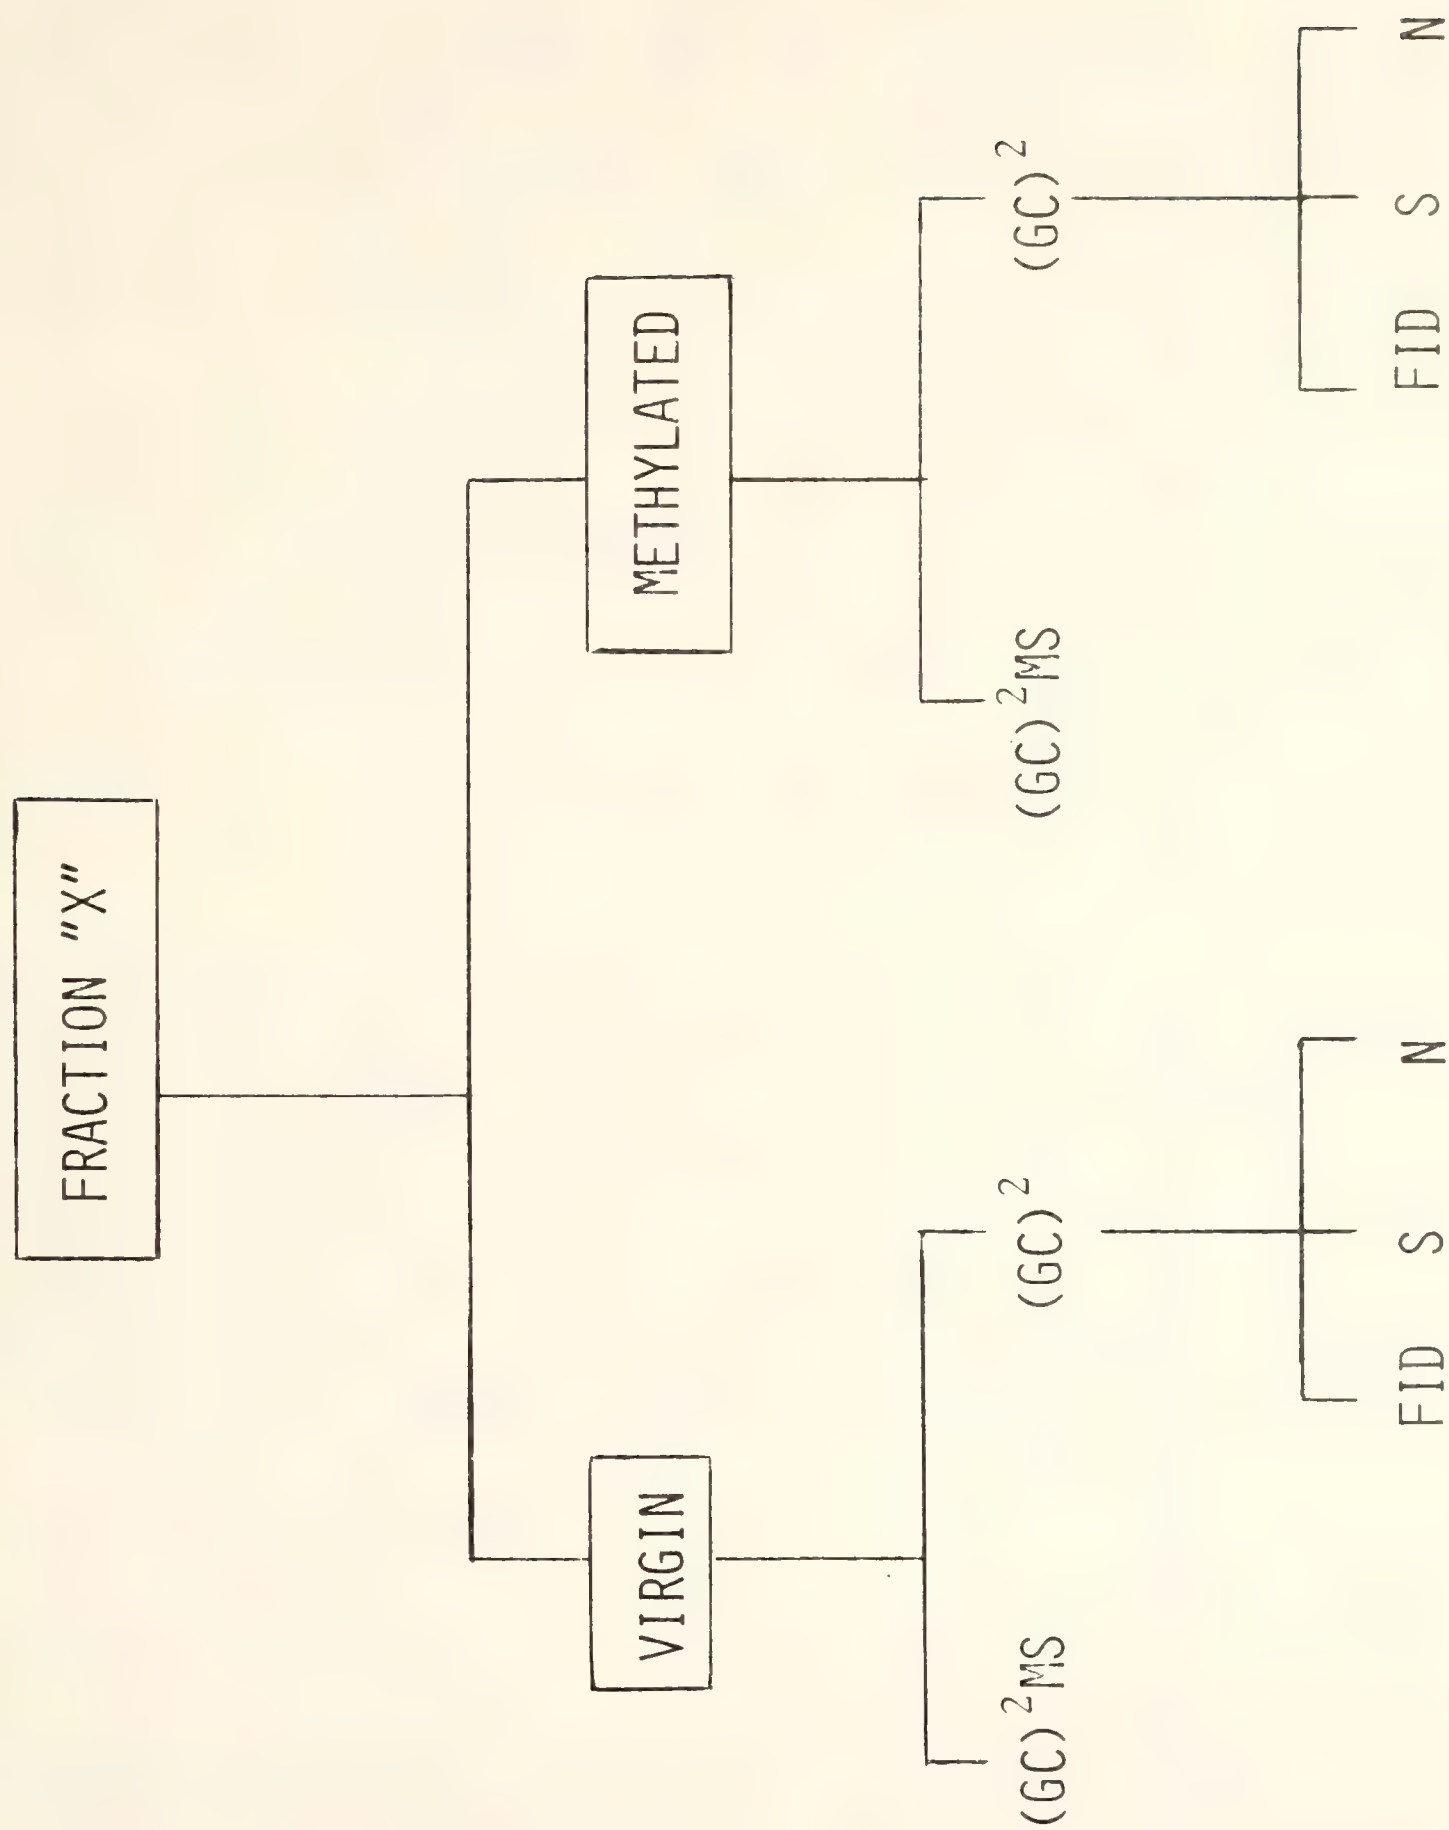 FRACTION "X"
VIRGIN
METHYLATED
(GC)²MS
(GC)²
(GC)²MS
(GC)²
FID S N
FID S N